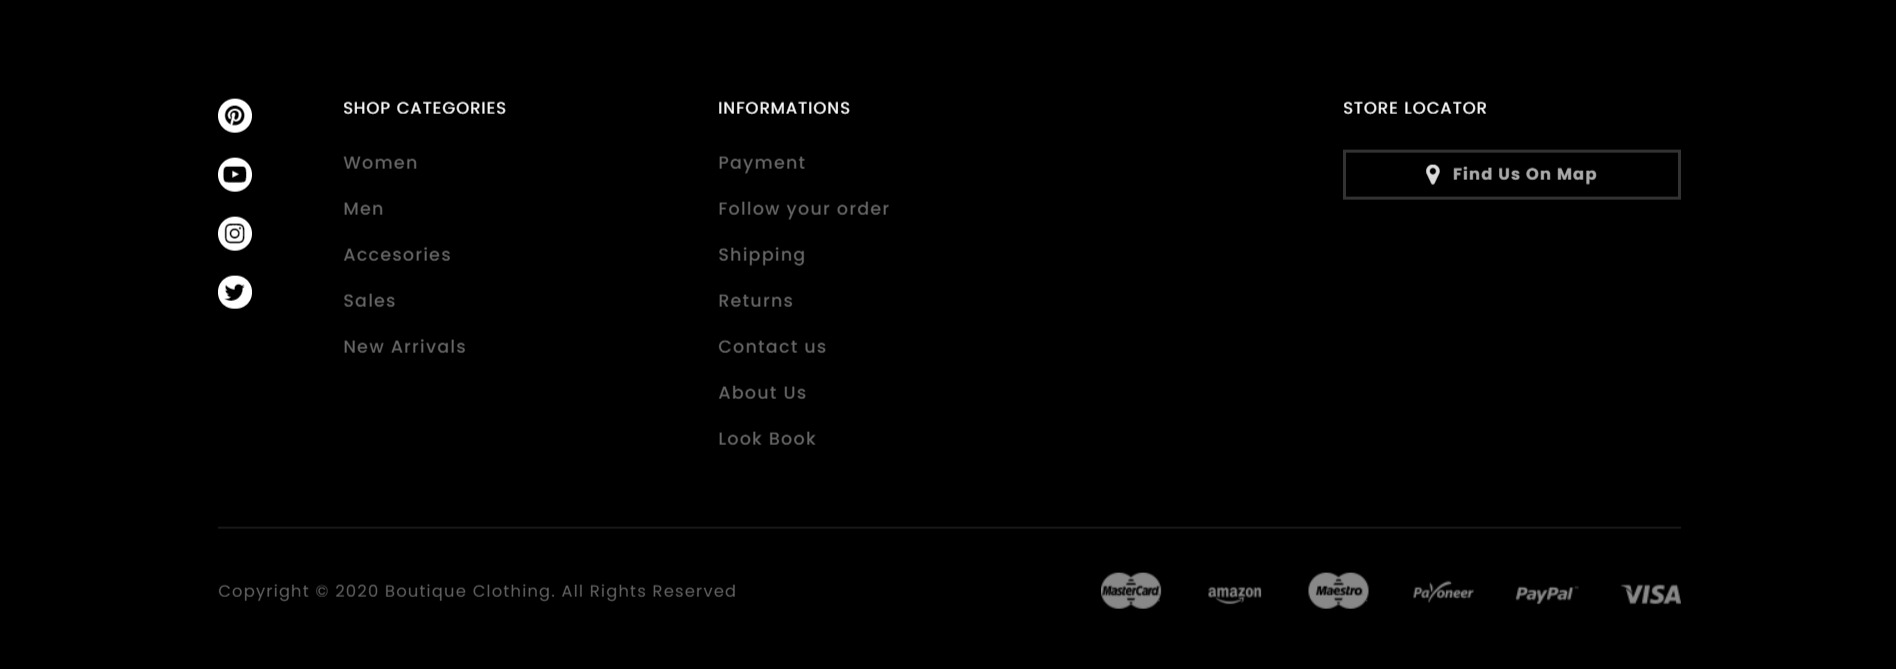 SHOP CATEGORIES
Women
Men
Accesories
Sales
New Arrivals
INFORMATIONS
Payment
Follow your order
Shipping
Returns
Contact us
About Us
Look Book
STORE LOCATOR
Find Us On Map
Copyright © 2020 Boutique Clothing. All Rights Reserved
MasterCard amazon Maestro Payoneer PayPal VISA